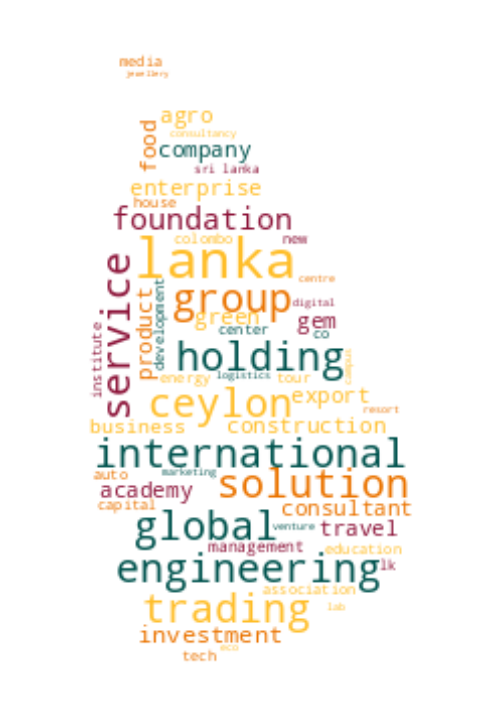 media
jewellery
agro
food
consultancy
company
sri lanka
enterprise
house
foundation
colombo
new
lanka
service
centre
product
development
group
digital
green
gem
center
co
institute
holding
campus
energy
logistics
tour
ceylon
export
resort
business
construction
international
auto
marketing
solution
academy
capital
consultant
global
venture
travel
management
education
engineering
lk
association
trading
lab
investment
eco
tech